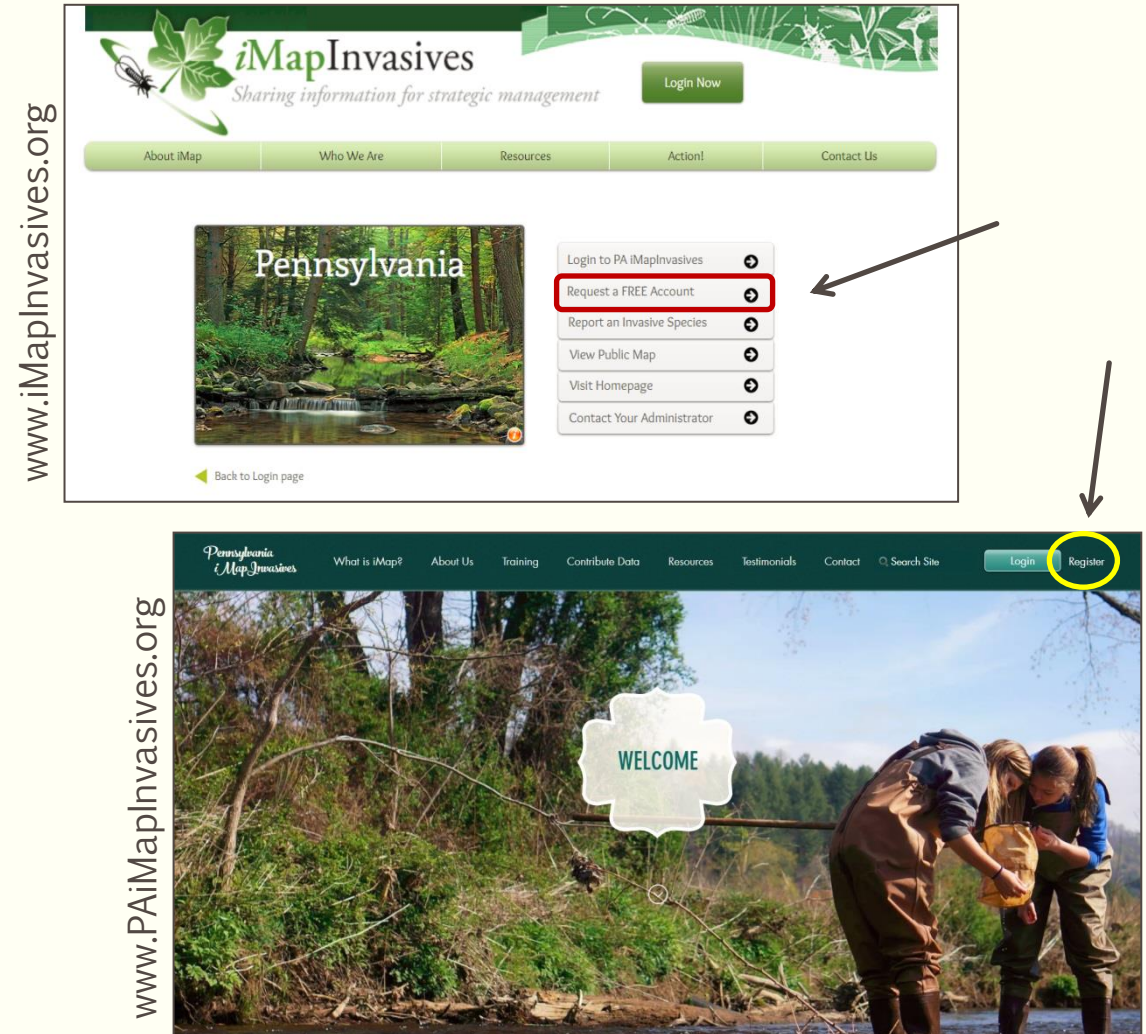 www.iMapInvasives.org
iMapInvasives
Sharing information for strategic management
Login Now
About iMap
Who We Are
Resources
Action!
Contact Us
Pennsylvania
Login to PA iMapInvasives
Request a FREE Account
Report an Invasive Species
View Public Map
Visit Homepage
Contact Your Administrator
Back to Login page
www.PAiMapInvasives.org
Pennsylvania
iMapInvasives
What is iMap?
About Us
Training
Contribute Data
Resources
Testimonials
Contact
Search Site
Login
Register
WELCOME